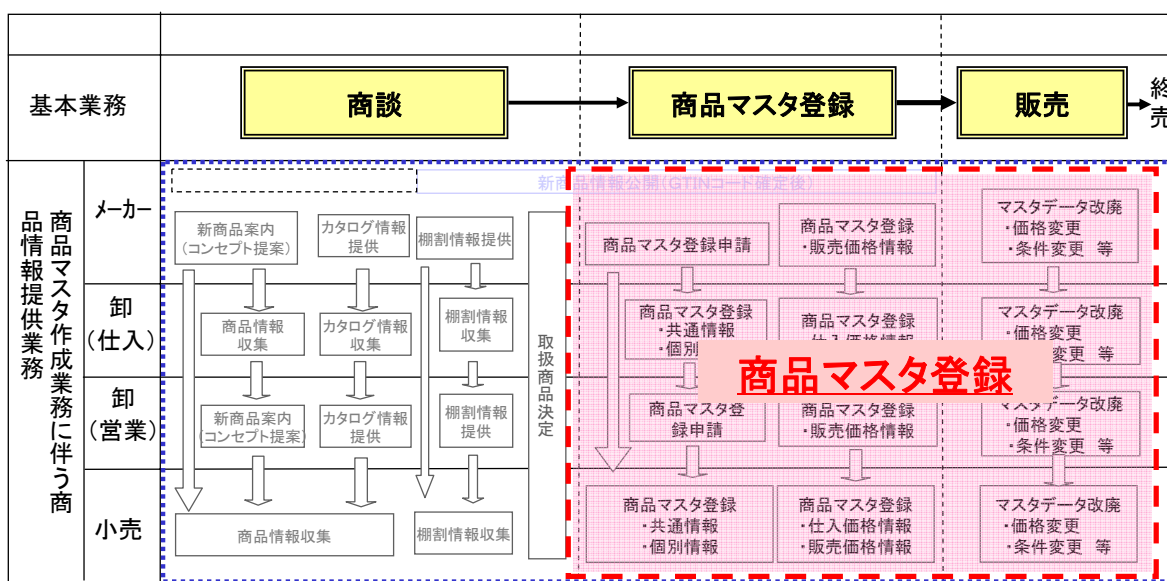 基本業務
商談
商品マスタ登録
販売
終
売
商品マスタ作成業務に伴う商
品情報提供業務
メーカー
新商品情報公開(GTINコード確定後)
新商品案内
(コンセプト提案)
カタログ情報
提供
棚割情報提供
取扱商品決定
商品マスタ登録申請
商品マスタ登録
・販売価格情報
マスタデータ改廃
・価格変更
・条件変更 等
卸
(仕入)
商品情報
収集
カタログ情報
収集
棚割情報
収集
商品マスタ登録
・共通情報
・個別
商品マスタ登録
マスタデータ改廃
・価格変更
変更 等
商品マスタ登録
卸
(営業)
新商品案内
(コンセプト提案)
カタログ情報
提供
棚割情報
提供
商品マスタ登
録申請
商品マスタ登録
・販売価格情報
マスタデータ改廃
・価格変更
・条件変更 等
小売
商品情報収集
棚割情報収集
商品マスタ登録
・共通情報
・個別情報
商品マスタ登録
・仕入価格情報
・販売価格情報
マスタデータ改廃
・価格変更
・条件変更 等